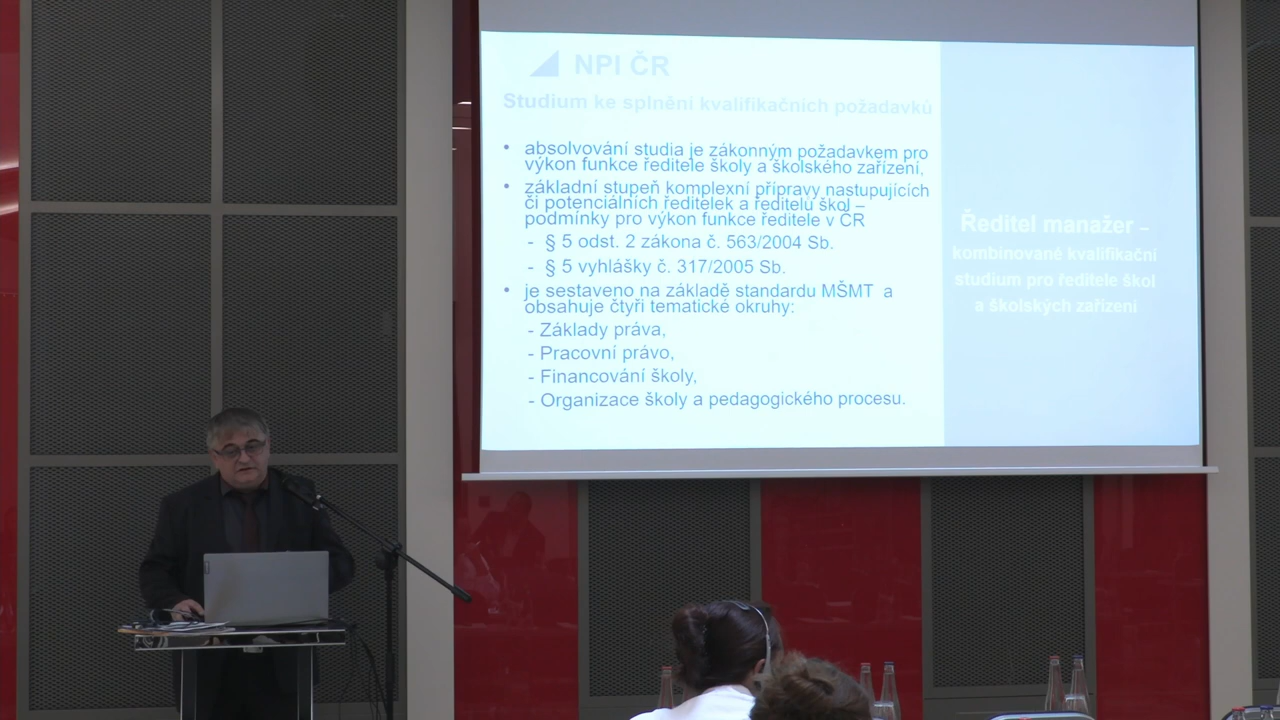 NPI ČR
Studium ke splnění kvalifikačních požadavků
• absolvování studia je zákonným požadavkem pro
výkon funkce ředitele školy a školského zařízení,
• základní stupeň komplexní přípravy nastupujících
či potenciálních ředitelek a ředitelů škol –
podmínky pro výkon funkce ředitele v ČR
- § 5 odst. 2 zákona č. 563/2004 Sb.
- § 5 vyhlášky č. 317/2005 Sb.
• je sestaveno na základě standardu MŠMT a
obsahuje čtyři tematické okruhy:
- Základy práva,
- Pracovní právo,
- Financování školy,
- Organizace školy a pedagogického procesu.
Ředitel manažer –
kombinované kvalifikační
studium pro ředitele škol
a školských zařízení